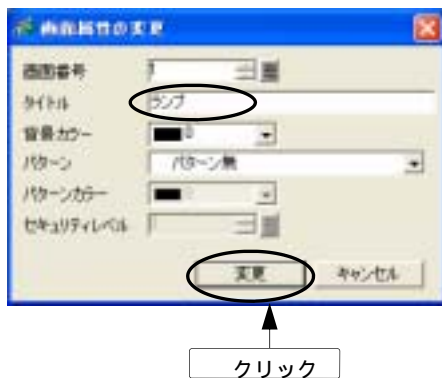 画面属性の変更
画面番号 1
タイトル ランプ
背景カラー 0
パターン パターン無
パターンカラー
セキュリティレベル
変更 キャンセル
クリック